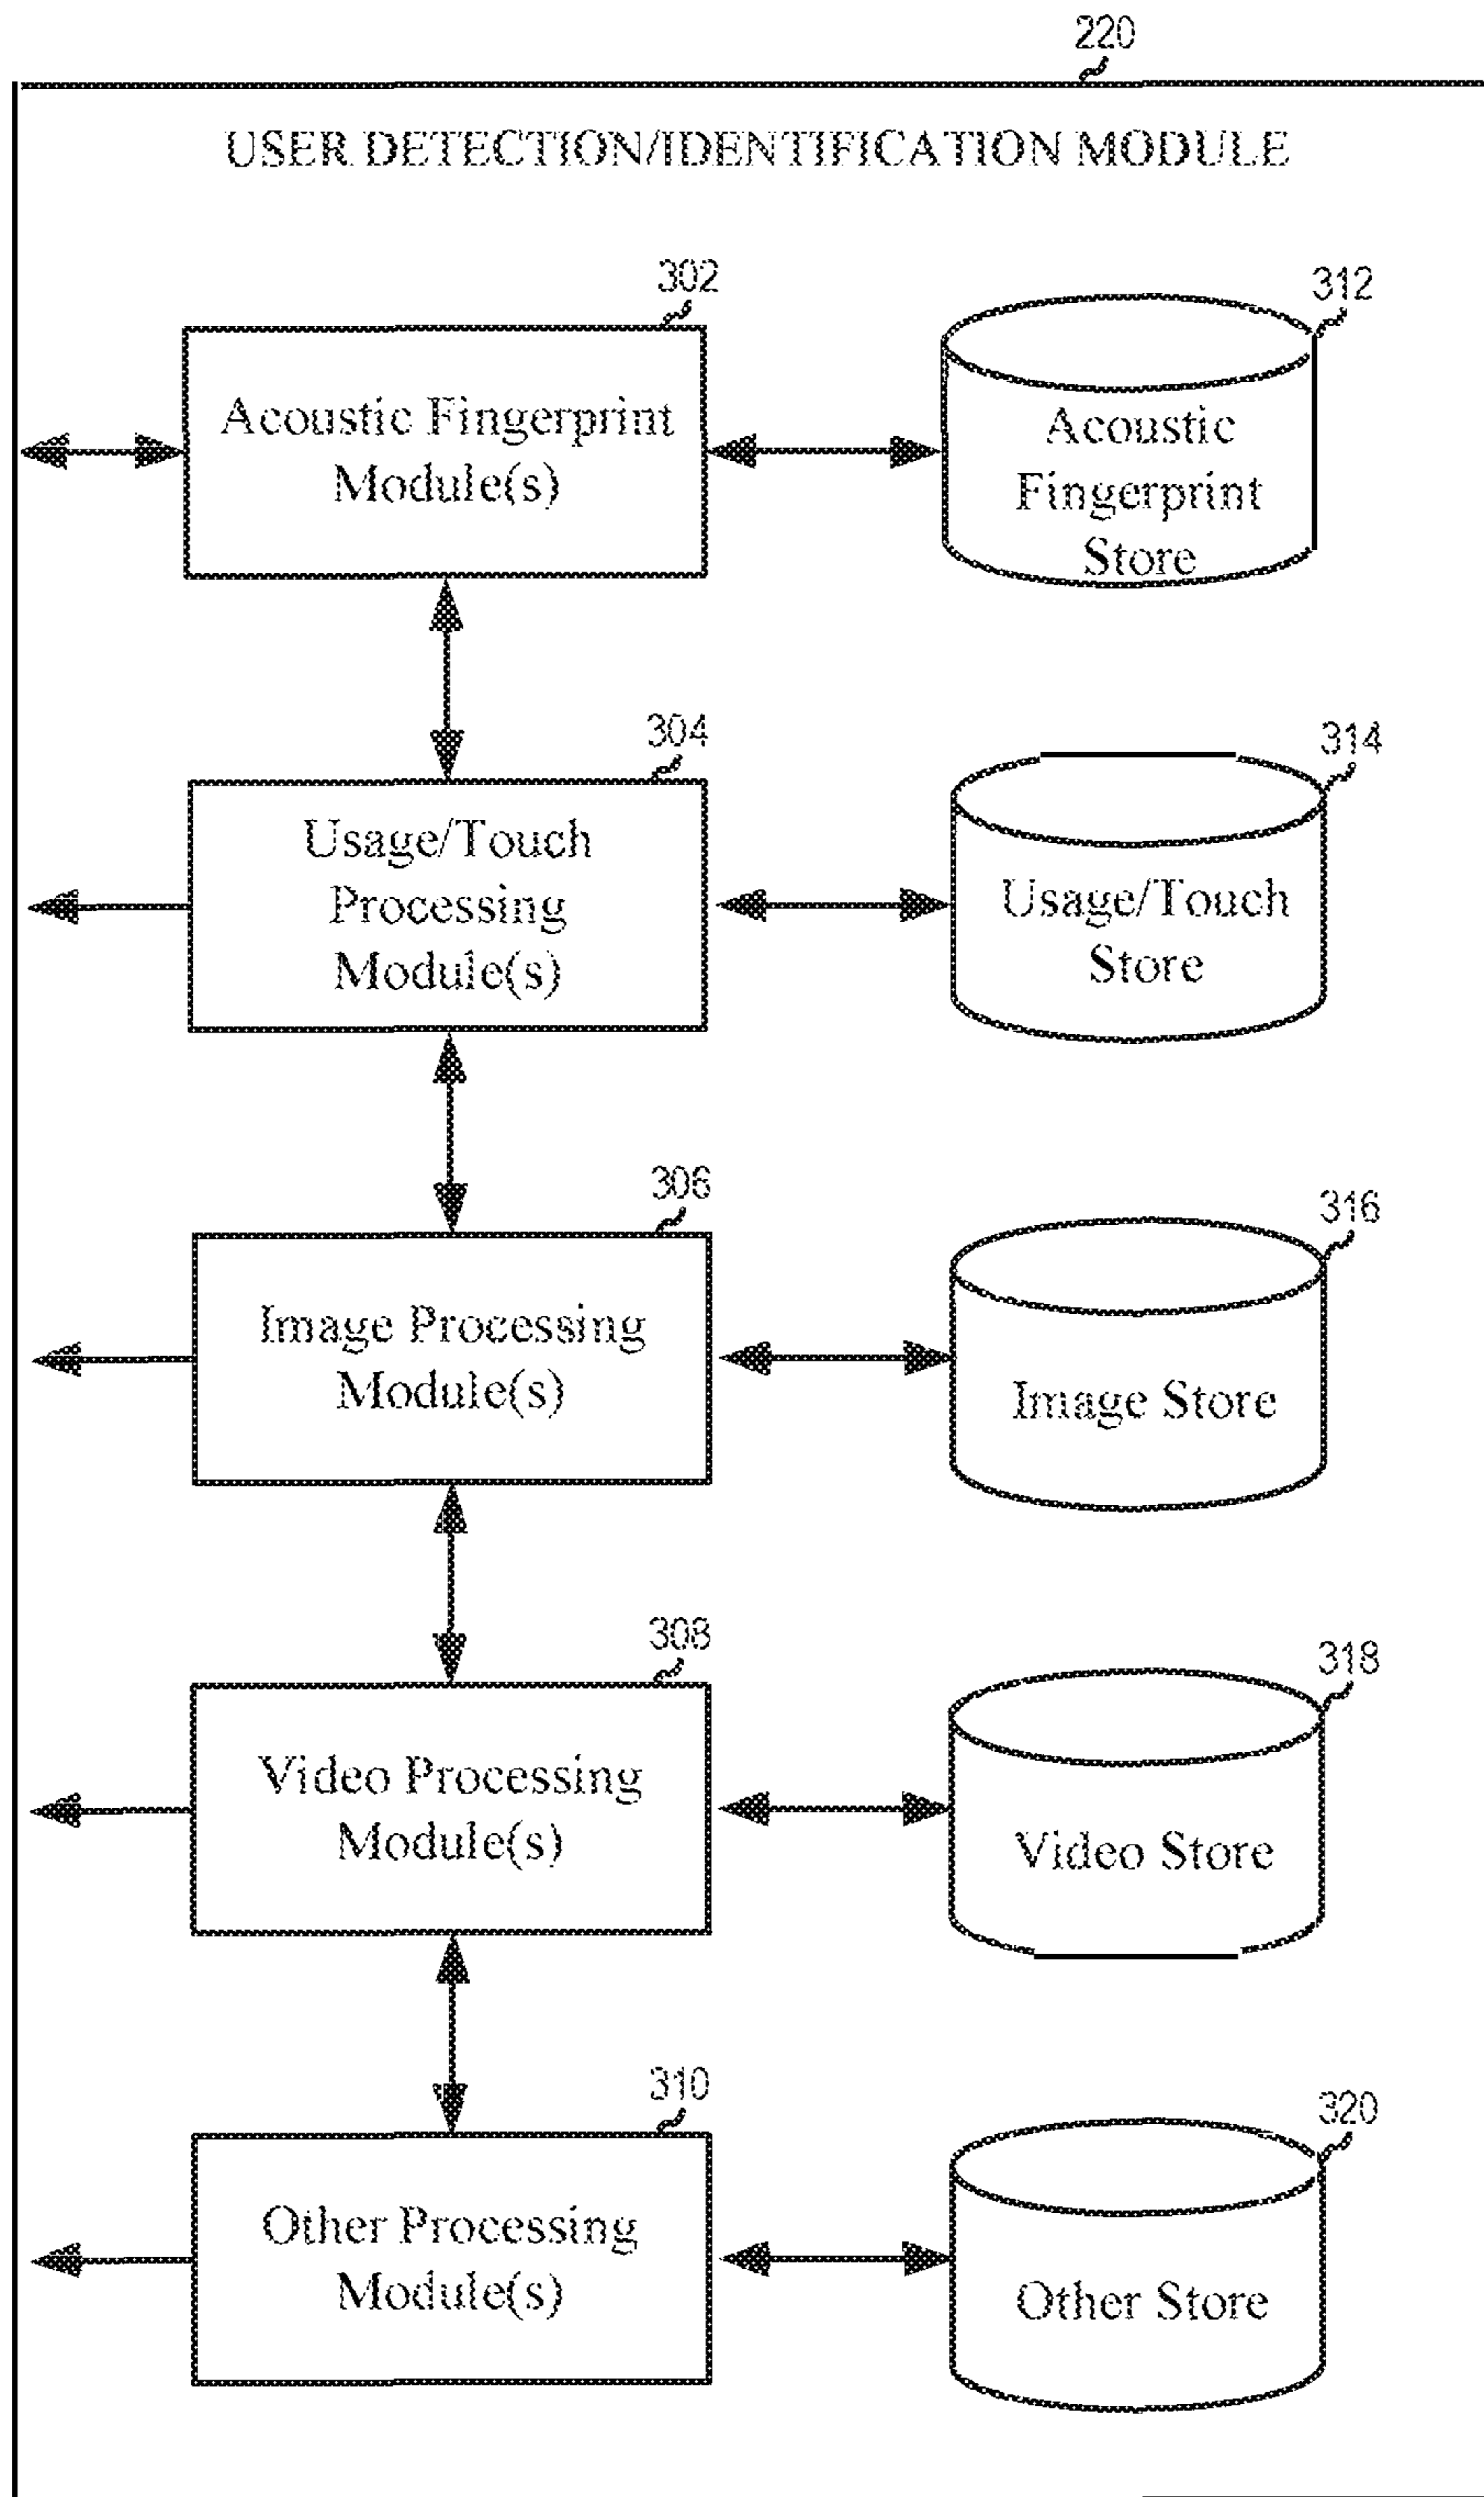 220
USER DETECTION/IDENTIFICATION MODULE
302
Acoustic Fingerprint
Module(s)
312
Acoustic
Fingerprint
Store
304
Usage/Touch
Processing
Module(s)
314
Usage/Touch
Store
306
Image Processing
Module(s)
316
Image Store
308
Video Processing
Module(s)
318
Video Store
310
Other Processing
Module(s)
320
Other Store